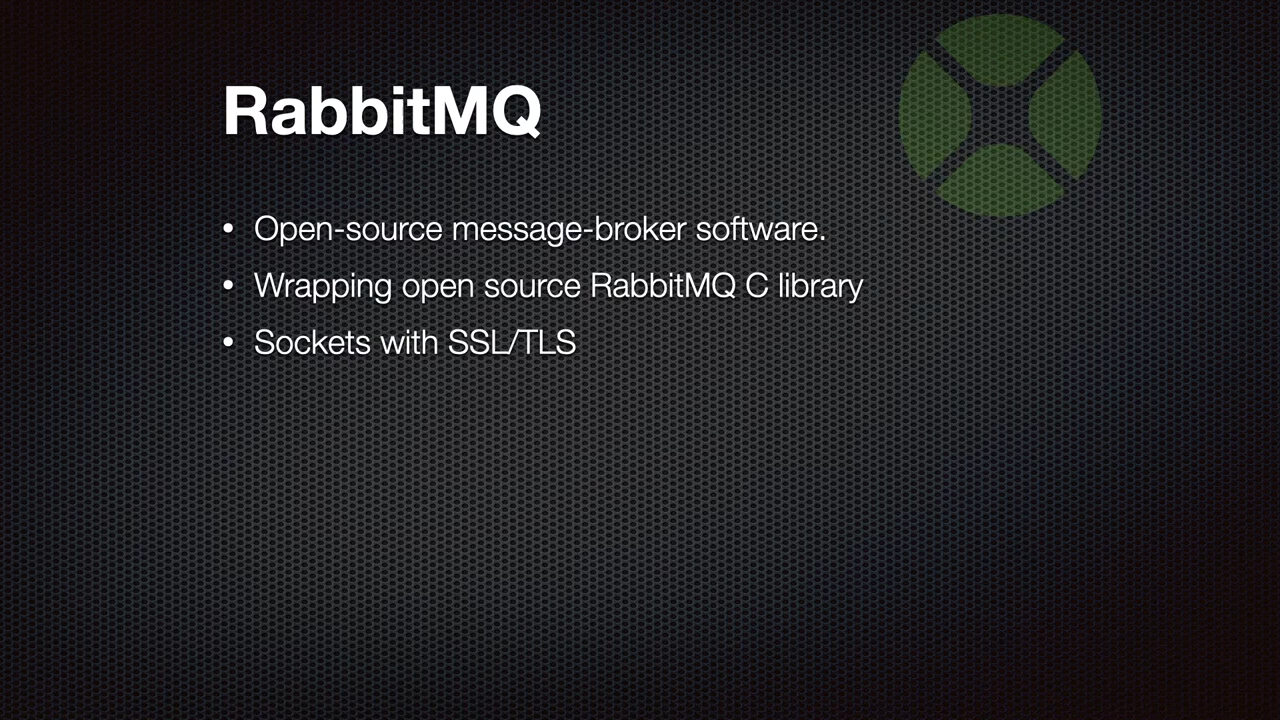 RabbitMQ
• Open-source message-broker software.
• Wrapping open source RabbitMQ C library
• Sockets with SSL/TLS